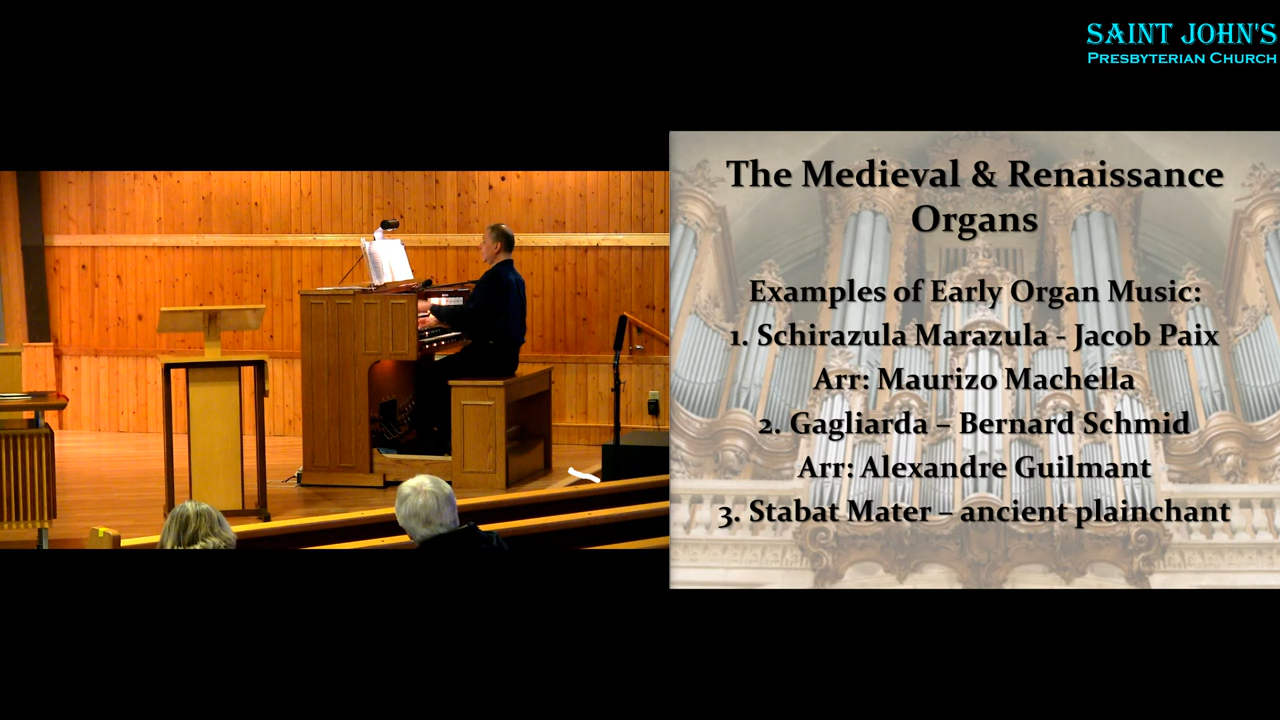 SAINT JOHN'S
PRESBYTERIAN CHURCH
The Medieval & Renaissance
Organs
Examples of Early Organ Music:
1. Schirazula Marazula - Jacob Paix
Arr: Maurizo Machella
2. Gagliarda – Bernard Schmid
Arr: Alexandre Guilmant
3. Stabat Mater – ancient plainchant